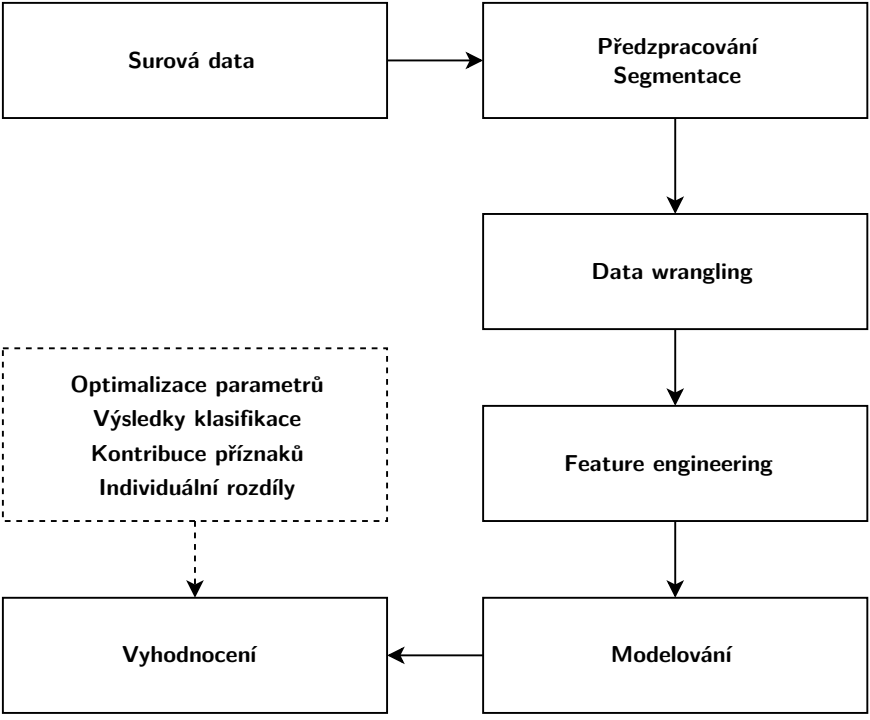 Surová data
Předzpracování
Segmentace
Data wrangling
Optimalizace parametrů
Výsledky klasifikace
Kontribuce příznaků
Individuální rozdíly
Feature engineering
Vyhodnocení
Modelování